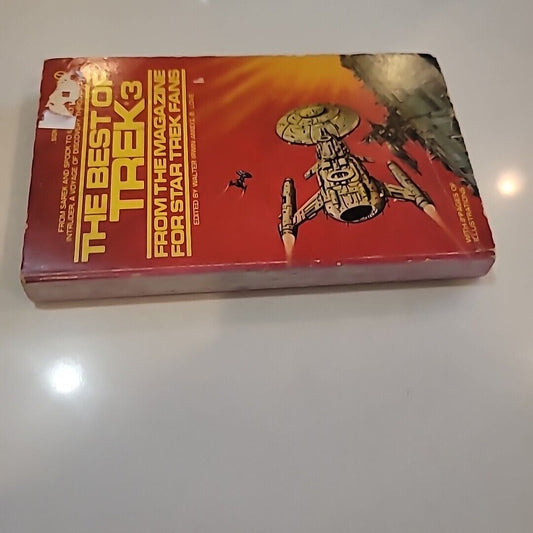 FROM SAREK AND SPOCK TO
INTRUDER, A VOYAGE OF DISCOVERY
THE BEST OF
TREK·3
FROM THE MAGAZINE
FOR STAR TREK FANS
EDITED BY WALTER IRWIN AND G. B. LOVE
WITH 8 PAGES OF
ILLUSTRATIONS